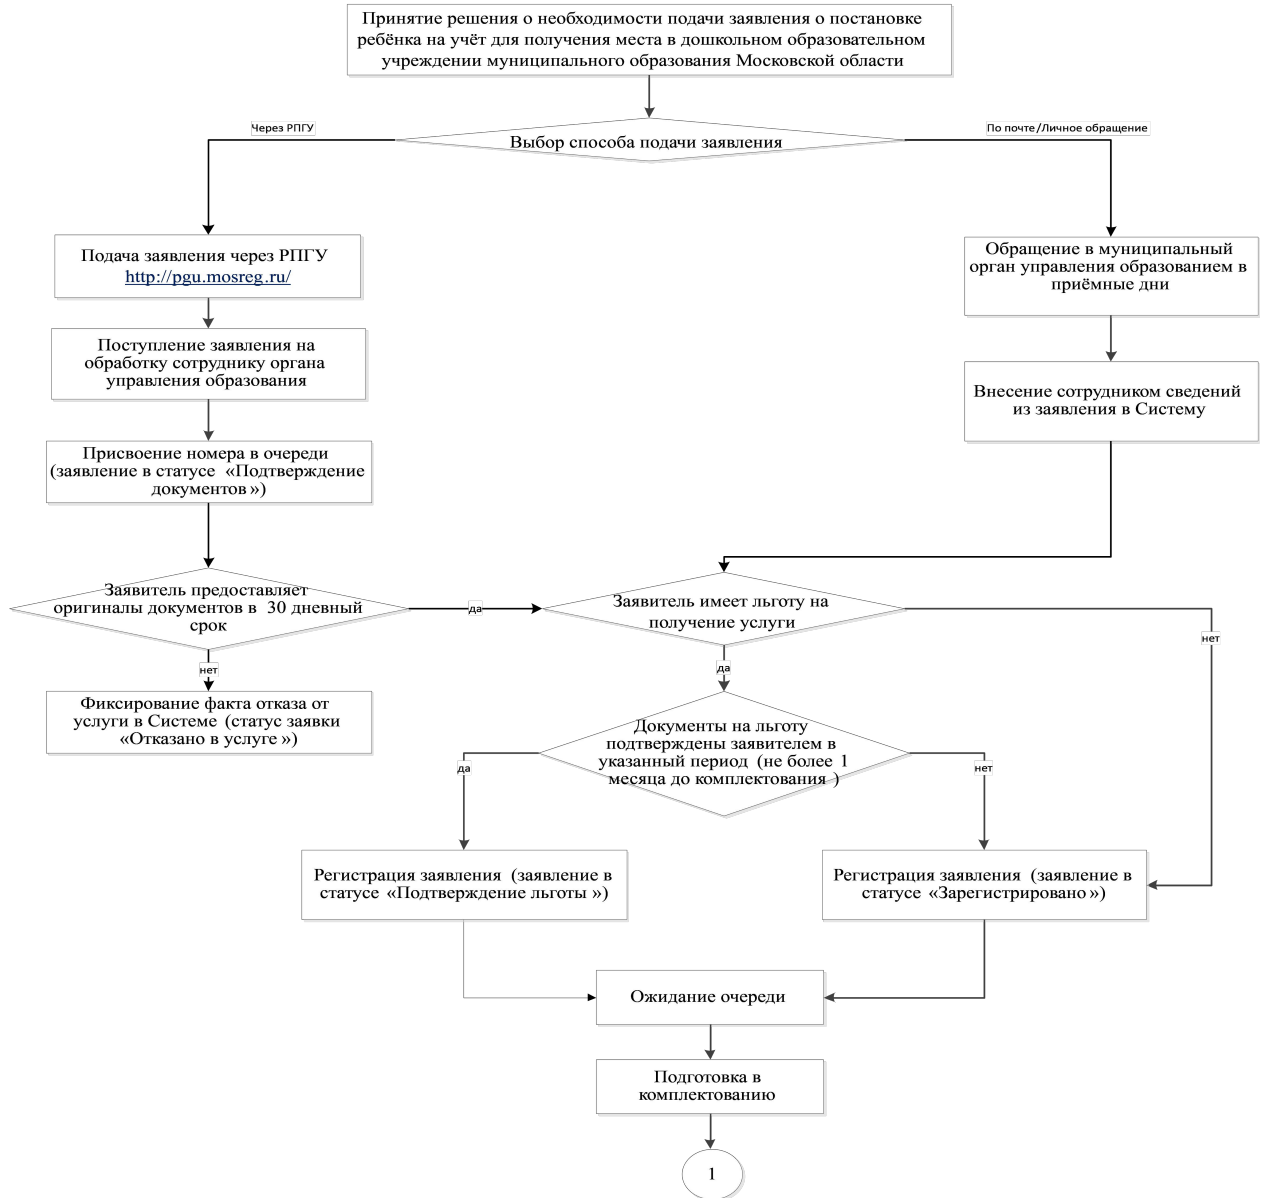 Принятие решения о необходимости подачи заявления о постановке
ребёнка на учёт для получения места в дошкольном образовательном
учреждении муниципального образования Московской области
Через РПГУ
По почте/Личное обращение
Выбор способа подачи заявления
Подача заявления через РПГУ
http://pgu.mosreg.ru/
Обращение в муниципальный
орган управления образованием в
приёмные дни
Поступление заявления на
обработку сотруднику органа
управления образования
Внесение сотрудником сведений
из заявления в Систему
Присвоение номера в очереди
(заявление в статусе «Подтверждение
документов»)
Заявитель предоставляет
оригиналы документов в 30 дневный
срок
да
Заявитель имеет льготу на
получение услуги
нет
нет
да
Фиксирование факта отказа от
услуги в Системе (статус заявки
«Отказано в услуге»)
Документы на льготу
подтверждены заявителем в
указанный период (не более 1
месяца до комплектования )
да
нет
Регистрация заявления (заявление в
статусе «Подтверждение льготы »)
Регистрация заявления (заявление в
статусе «Зарегистрировано»)
Ожидание очереди
Подготовка в
комплектованию
1